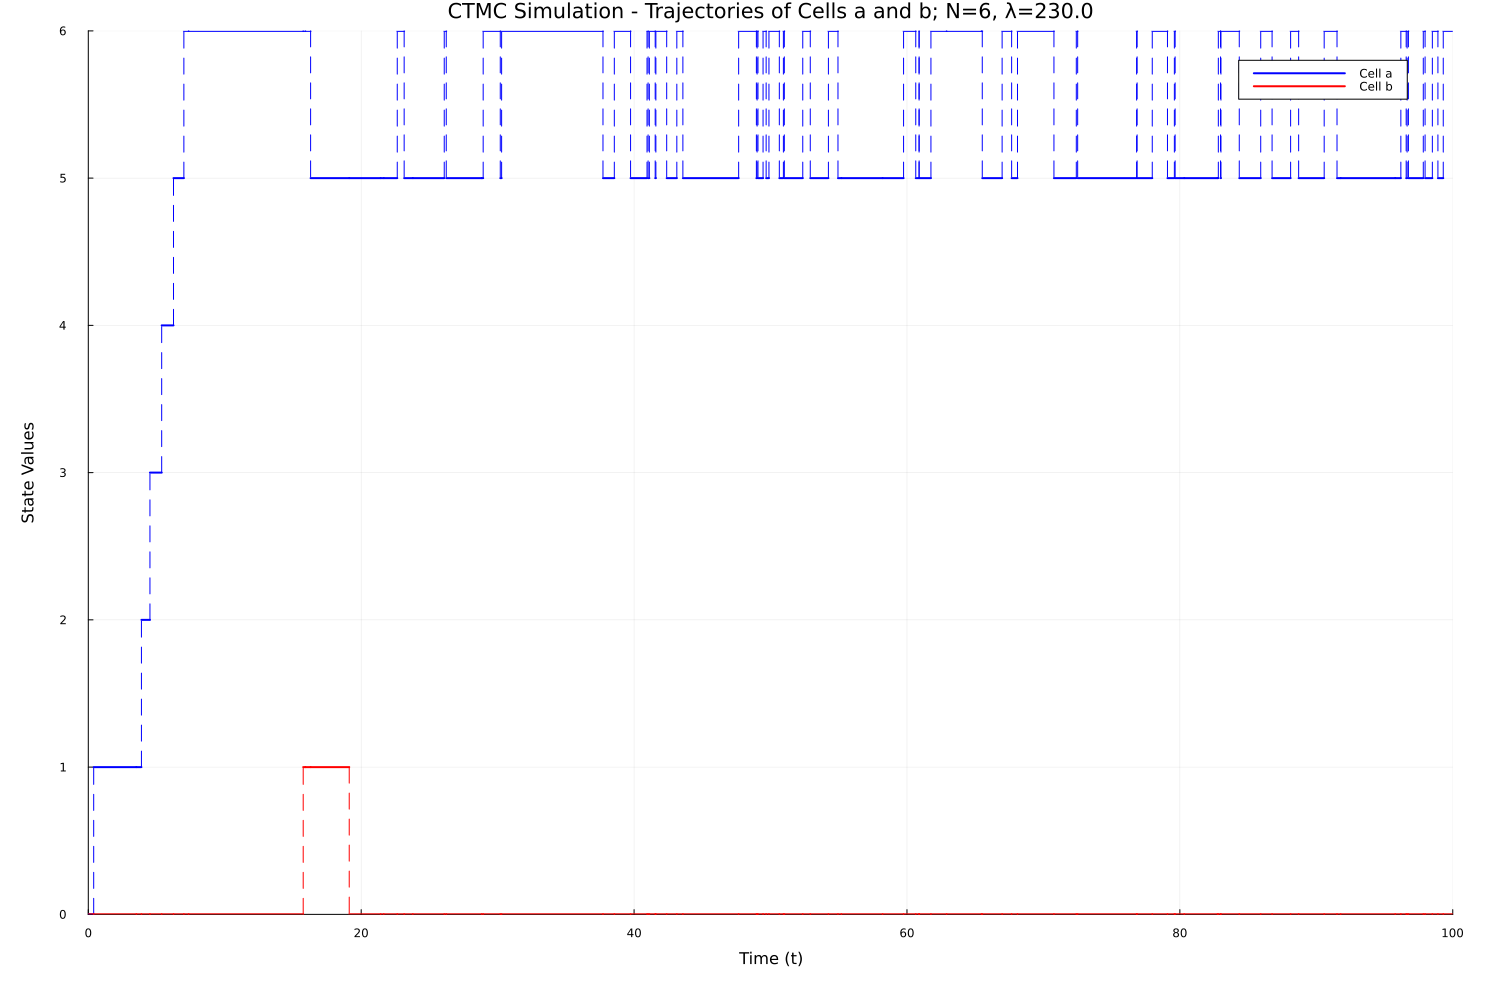 CTMC Simulation - Trajectories of Cells a and b; N=6, λ=230.0
6
Cell a
Cell b
5
4
State Values
3
2
1
0
0 20 40 60 80 100
Time (t)